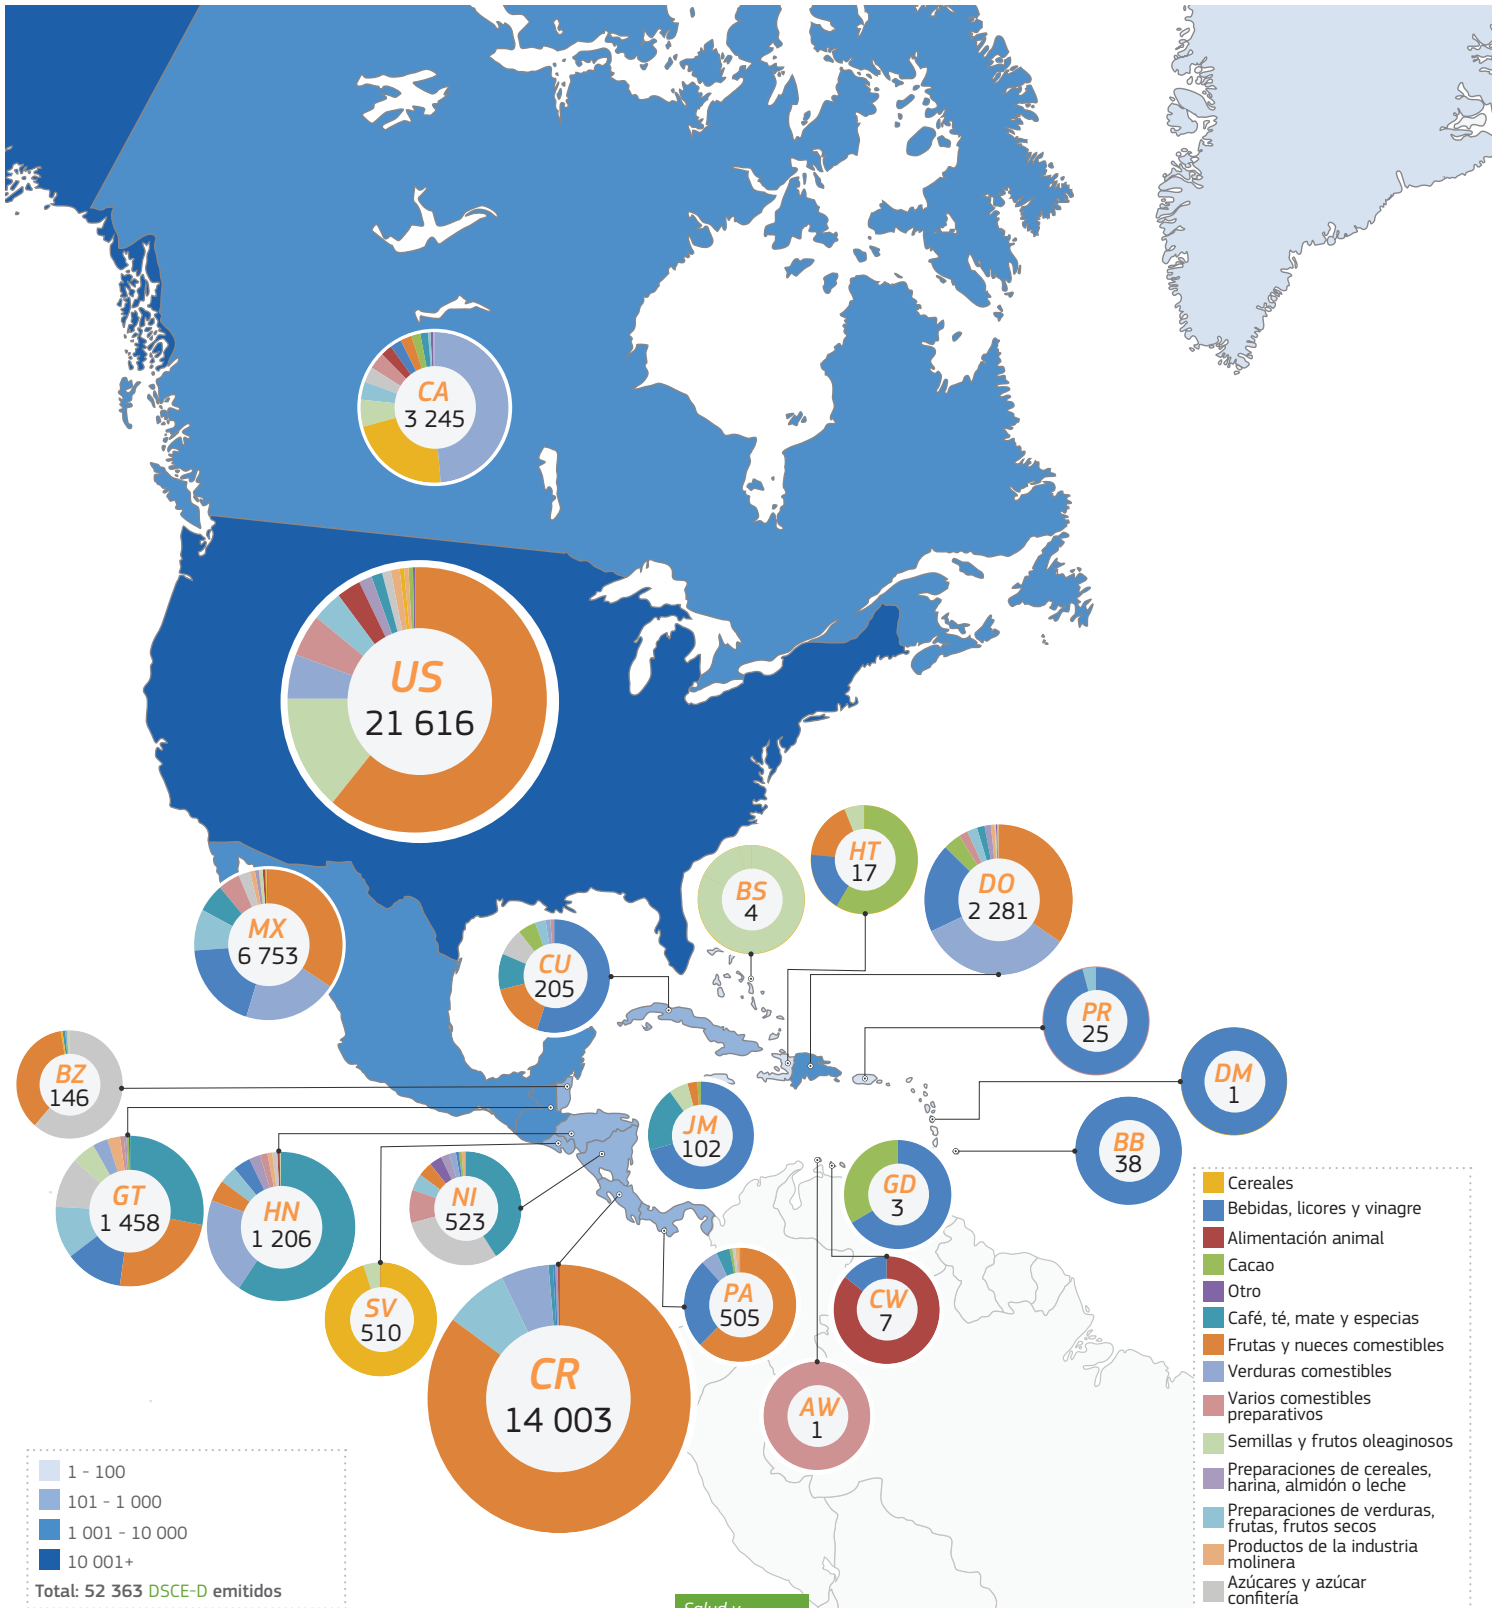 CA
3 245
US
21 616
HT
17
BS
4
DO
2 281
MX
6 753
CU
205
PR
25
BZ
146
DM
1
JM
102
BB
38
GT
1 458
HN
1 206
NI
523
GD
3
SV
510
PA
505
CW
7
CR
14 003
AW
1
Cereales
Bebidas, licores y vinagre
Alimentación animal
Cacao
Otro
Café, té, mate y especias
Frutas y nueces comestibles
Verduras comestibles
Varios comestibles
preparativos
Semillas y frutos oleaginosos
Preparaciones de cereales,
harina, almidón o leche
Preparaciones de verduras,
frutas, frutos secos
Productos de la industria
molinera
Azúcares y azúcar
confitería
1 - 100
101 - 1 000
1 001 - 10 000
10 001+
Total: 52 363 DSCE-D emitidos
Salud y